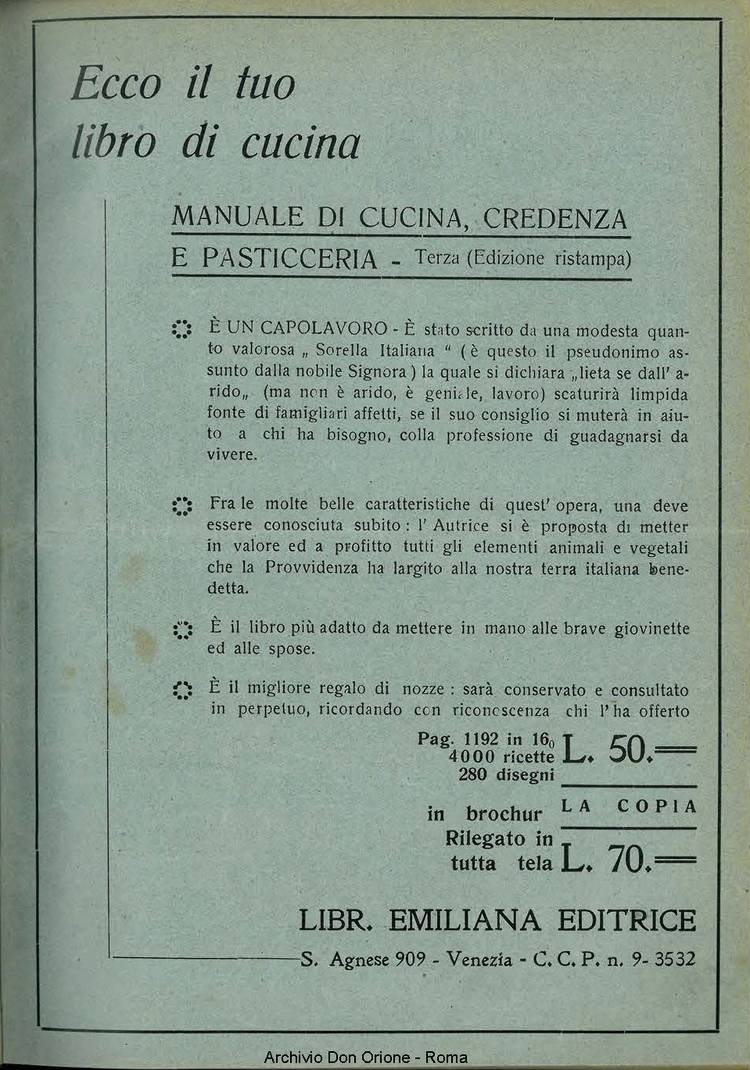 Ecco il tuo
libro di cucina
MANUALE DI CUCINA, CREDENZA
E PASTICCERIA - Terza (Edizione ristampa)
È UN CAPOLAVORO - È stato scritto da una modesta quan-
to valorosa „ Sorella Italiana “ ( è questo il pseudonimo as-
sunto dalla nobile Signora ) la quale si dichiara „lieta se dall' a-
rido„ (ma non è arido, è geniale, lavoro) scaturirà limpida
fonte di famigliari affetti, se il suo consiglio si muterà in aiu-
to a chi ha bisogno, colla professione di guadagnarsi da
vivere.
Fra le molte belle caratteristiche di quest' opera, una deve
essere conosciuta subito : l' Autrice si è proposta di metter
in valore ed a profitto tutti gli elementi animali e vegetali
che la Provvidenza ha largito alla nostra terra italiana bene-
detta.
È il libro più adatto da mettere in mano alle brave giovinette
ed alle spose.
È il migliore regalo di nozze : sarà conservato e consultato
in perpetuo, ricordando con riconoscenza chi l'ha offerto
Pag. 1192 in 16₀
4000 ricette
280 disegni
L. 50.=
in brochur LA COPIA
Rilegato in
tutta tela L. 70.=
LIBR. EMILIANA EDITRICE
S. Agnese 909 - Venezia - C. C. P. n. 9-3532
Archivio Don Orione - Roma